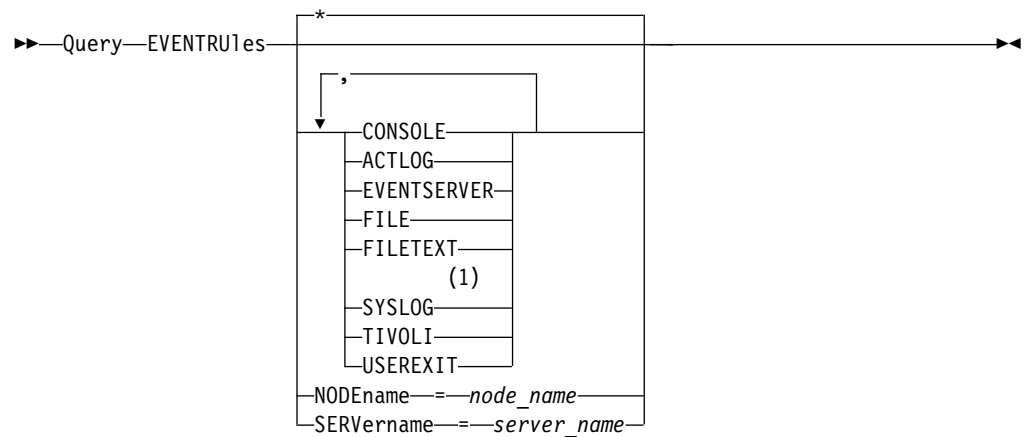 *
Query EVENTRUles
,
CONSOLE
ACTLOG
EVENTSERVER
FILE
FILETEXT
(1)
SYSLOG
TIVOLI
USEREXIT
NODEname = node_name
SERVername = server_name